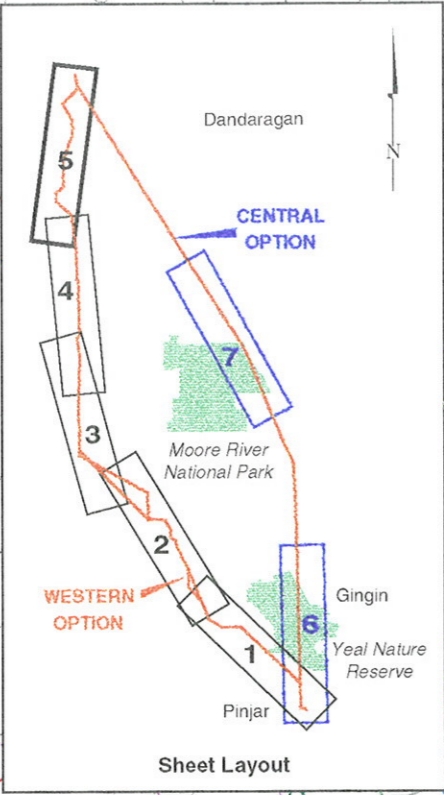 Dandaragan
N
5
CENTRAL
OPTION
4
7
3
Moore River
National Park
2
WESTERN
OPTION
Gingin
6
1
Yeal Nature
Reserve
Pinjar
Sheet Layout